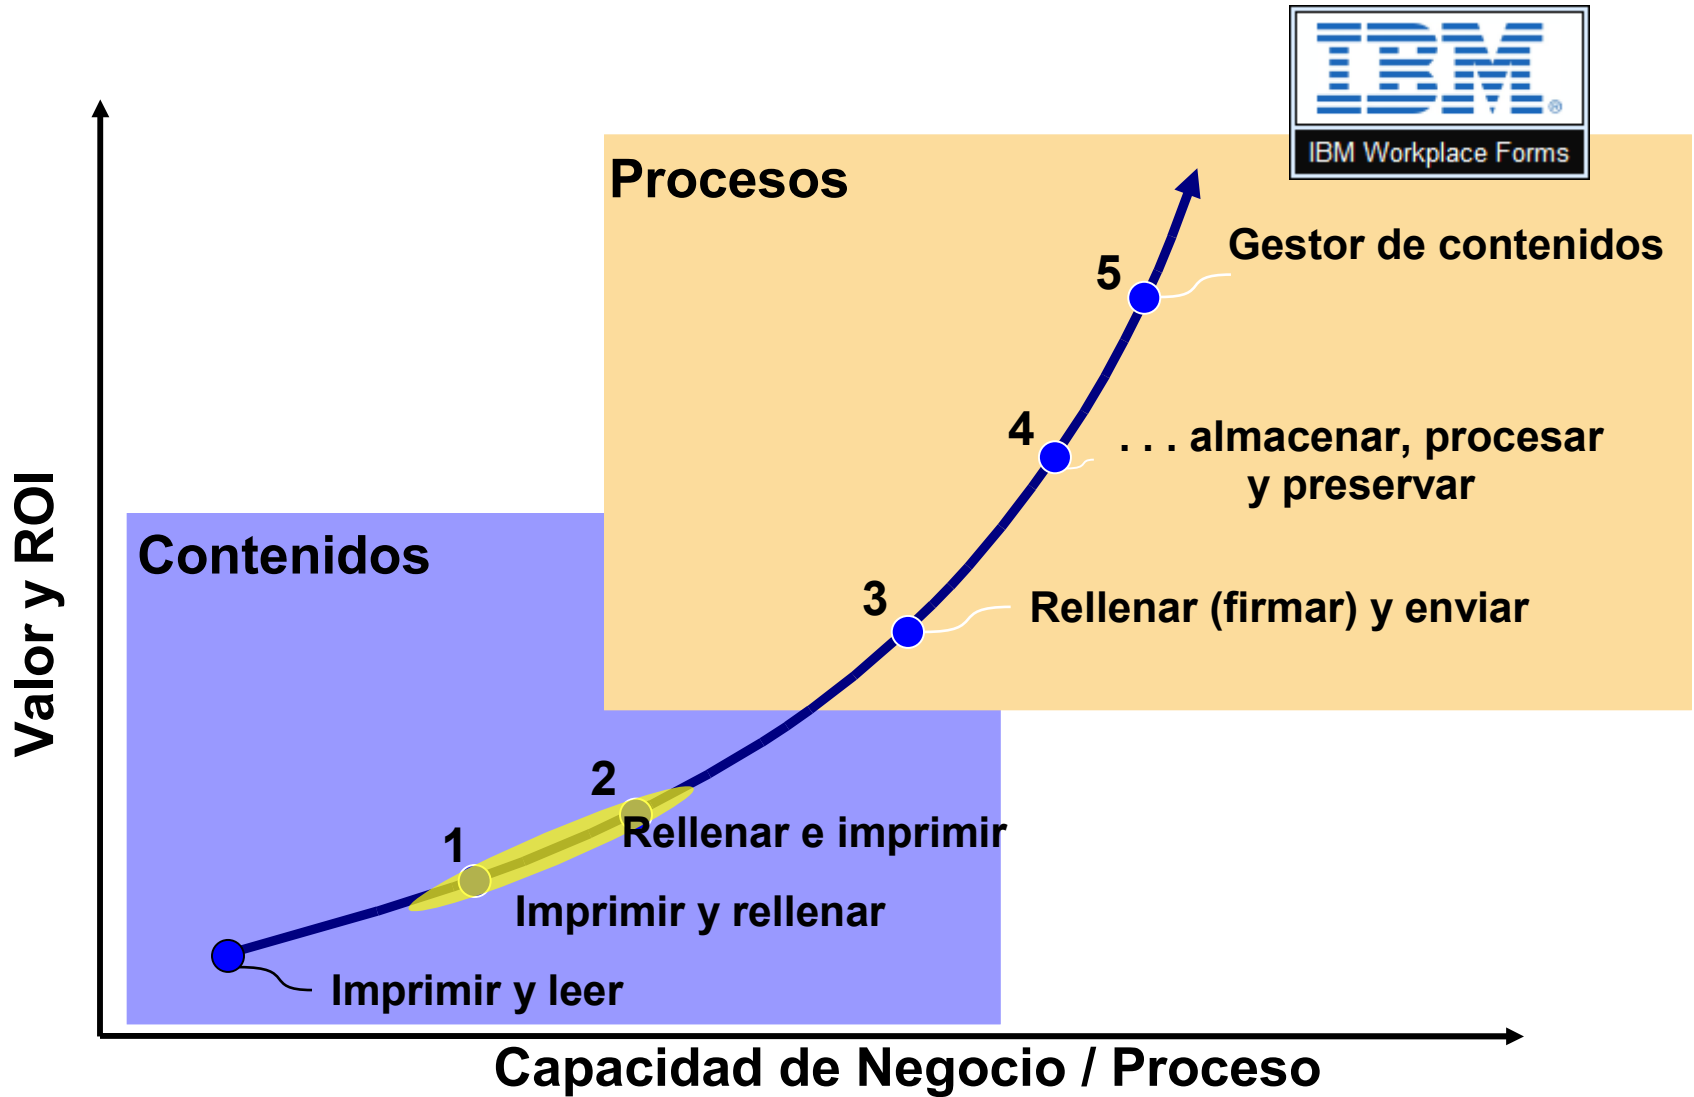 IBM®
IBM Workplace Forms
Procesos
Gestor de contenidos
5
4
. . . almacenar, procesar
y preservar
Contenidos
3
Rellenar (firmar) y enviar
2
Rellenar e imprimir
1
Imprimir y rellenar
Imprimir y leer
Valor y ROI
Capacidad de Negocio / Proceso